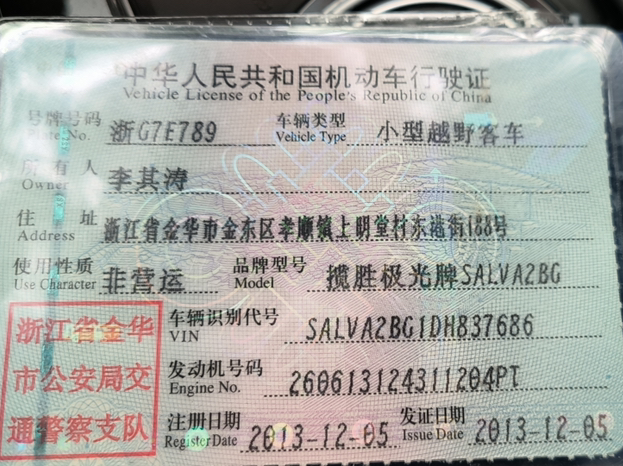 中华人民共和国机动车行驶证
Vehicle License of the People's Republic of China
号牌号码 浙G7E789 车辆类型 小型越野客车
Plate No. Vehicle Type
所有人 李其涛
Owner
住址 浙江省金华市金东区孝顺镇上明堂村东港街188号
Address
使用性质 非营运 品牌型号 揽胜极光牌SALVA2BG
Use Character Model
浙江省金华 车辆识别代号 SALVA2BG1DH837686
VIN
市公安局交 发动机号码 260613124311204PT
Engine No.
通警察支队 注册日期 2013-12-05 发证日期 2013-12-05
Register Date Issue Date